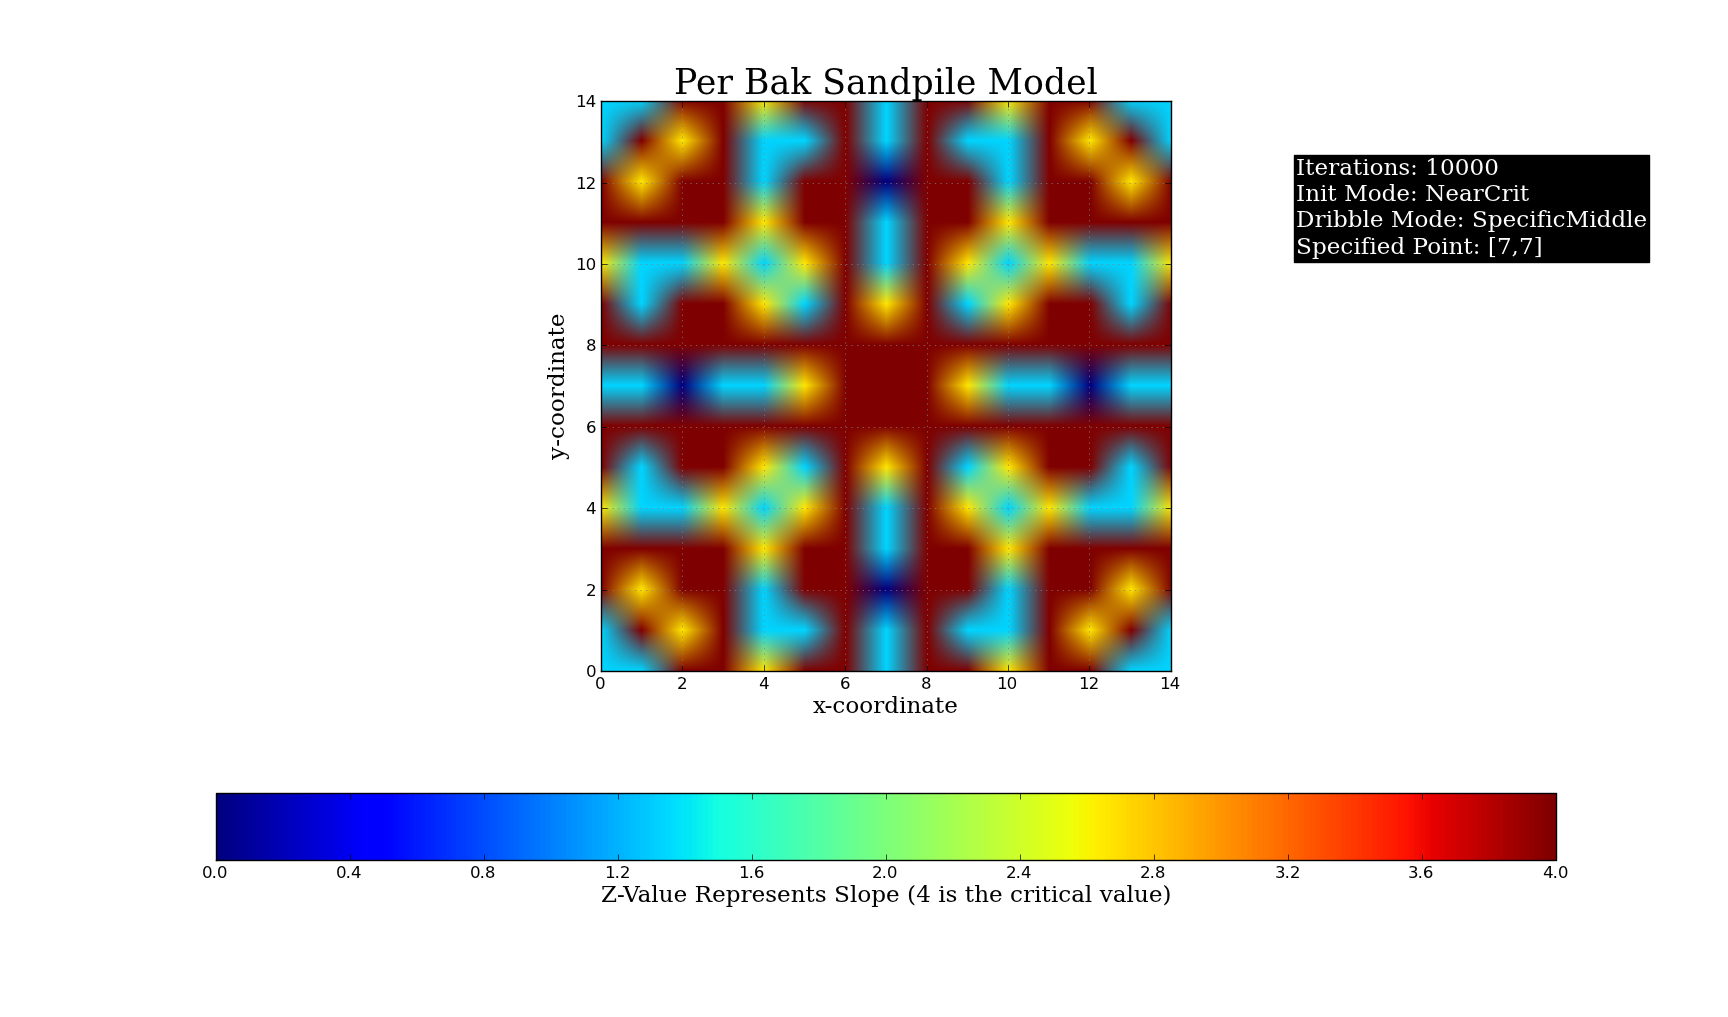 Per Bak Sandpile Model
14
12
10
8
6
4
2
0
y-coordinate
0 2 4 6 8 10 12 14
x-coordinate
Iterations: 10000
Init Mode: NearCrit
Dribble Mode: SpecificMiddle
Specified Point: [7,7]
0.0 0.4 0.8 1.2 1.6 2.0 2.4 2.8 3.2 3.6 4.0
Z-Value Represents Slope (4 is the critical value)